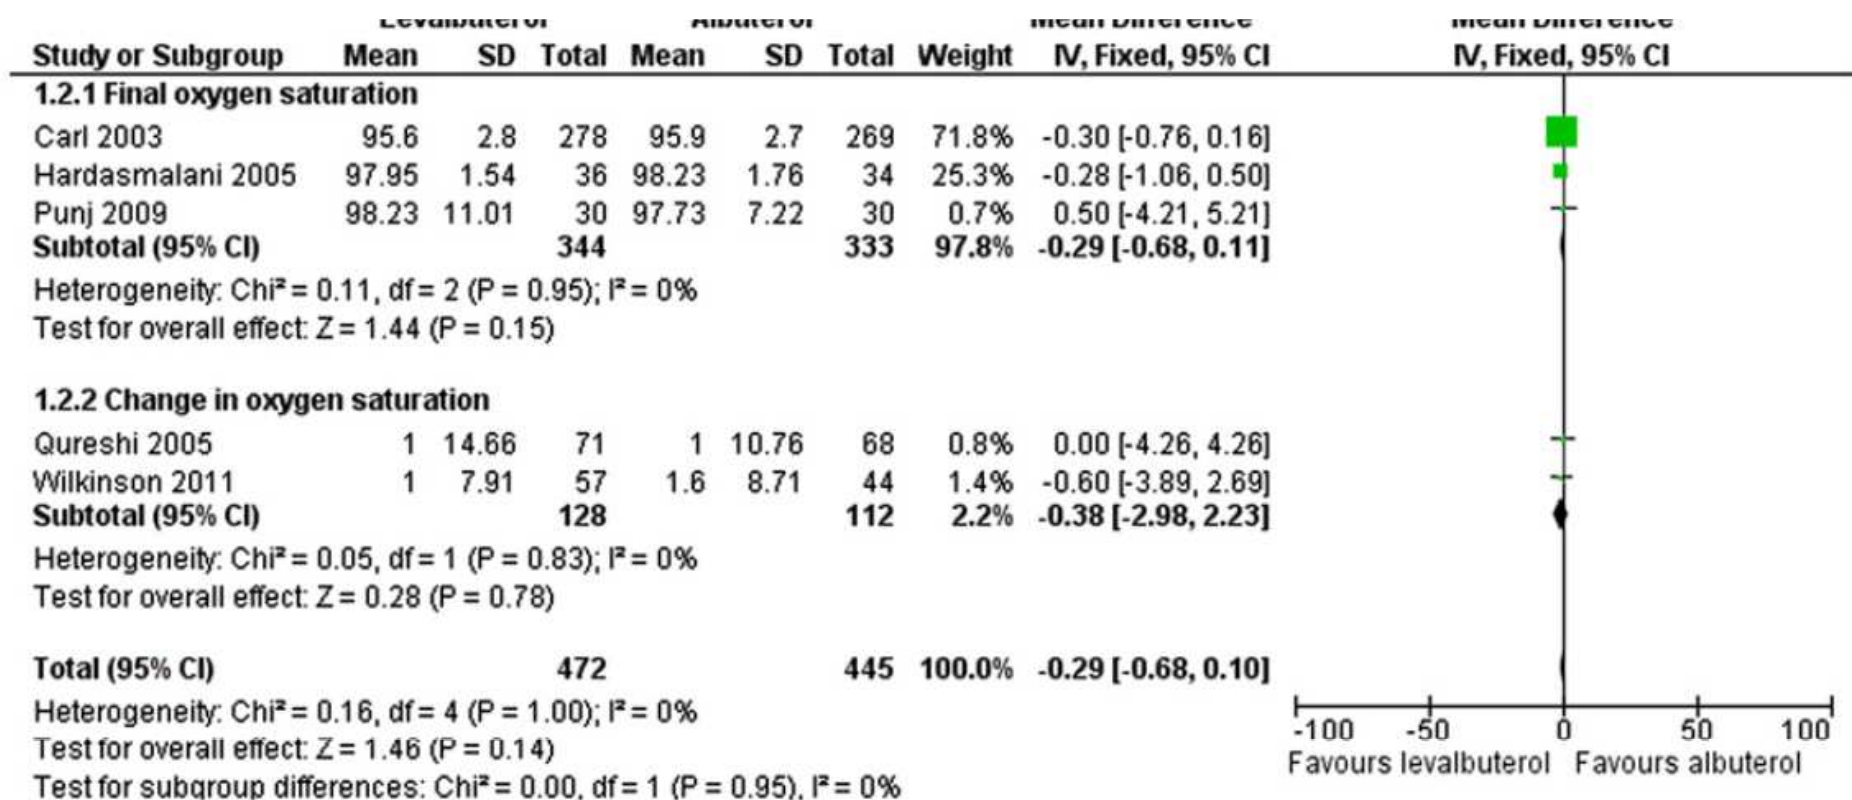 Levalbuterol Albuterol Mean Difference Mean Difference
Study or Subgroup Mean SD Total Mean SD Total Weight IV, Fixed, 95% CI IV, Fixed, 95% CI
1.2.1 Final oxygen saturation
Carl 2003 95.6 2.8 278 95.9 2.7 269 71.8% -0.30 [-0.76, 0.16]
Hardasmalani 2005 97.95 1.54 36 98.23 1.76 34 25.3% -0.28 [-1.06, 0.50]
Punj 2009 98.23 11.01 30 97.73 7.22 30 0.7% 0.50 [-4.21, 5.21]
Subtotal (95% CI) 344 333 97.8% -0.29 [-0.68, 0.11]
Heterogeneity: Chi² = 0.11, df = 2 (P = 0.95); I² = 0%
Test for overall effect: Z = 1.44 (P = 0.15)
1.2.2 Change in oxygen saturation
Qureshi 2005 1 14.66 71 1 10.76 68 0.8% 0.00 [-4.26, 4.26]
Wilkinson 2011 1 7.91 57 1.6 8.71 44 1.4% -0.60 [-3.89, 2.69]
Subtotal (95% CI) 128 112 2.2% -0.38 [-2.98, 2.23]
Heterogeneity: Chi² = 0.05, df = 1 (P = 0.83); I² = 0%
Test for overall effect: Z = 0.28 (P = 0.78)
Total (95% CI) 472 445 100.0% -0.29 [-0.68, 0.10]
Heterogeneity: Chi² = 0.16, df = 4 (P = 1.00); I² = 0%
Test for overall effect: Z = 1.46 (P = 0.14)
Test for subgroup differences: Chi² = 0.00, df = 1 (P = 0.95), I² = 0%
-100 -50 0 50 100
Favours levalbuterol Favours albuterol